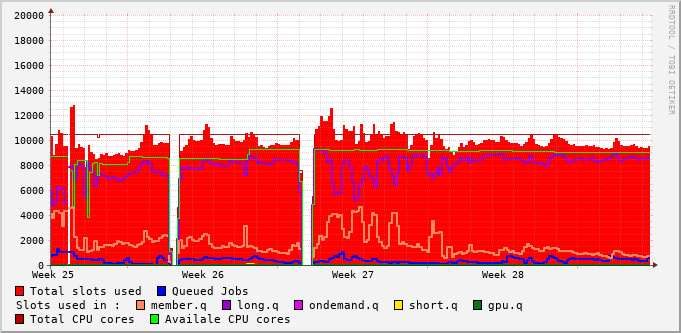 20000
18000
16000
14000
12000
10000
8000
6000
4000
2000
0
Week 25 Week 26 Week 27 Week 28
Total slots used Queued Jobs
Slots used in : member.q long.q ondemand.q short.q gpu.q
Total CPU cores Availale CPU cores
RRDTOOL / TOBI OETIKER